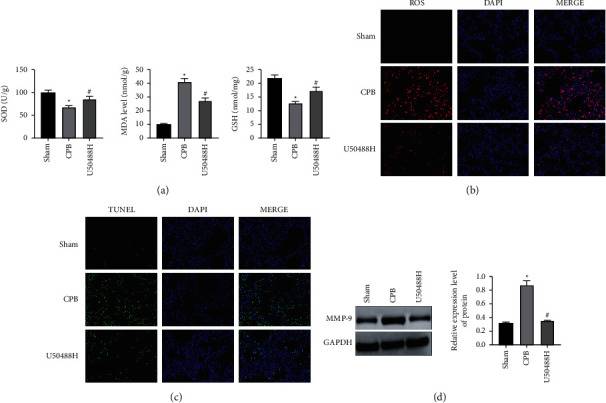 SOD (U/g)
150
100
50
0
*
#
Sham
CPB
U50488H
MDA level (nmol/g)
50
40
30
20
10
0
*
#
Sham
CPB
U50488H
GSH (nmol/mg)
25
20
15
10
5
0
*
#
Sham
CPB
U50488H
(a)
ROS DAPI MERGE
Sham
CPB
U50488H
(b)
TUNEL DAPI MERGE
Sham
CPB
U50488H
(c)
Sham CPB U50488H
MMP-9
GAPDH
Relative expression level
of protein
1.0
0.8
0.6
0.4
0.2
0.0
*
#
Sham
CPB
U50488H
(d)